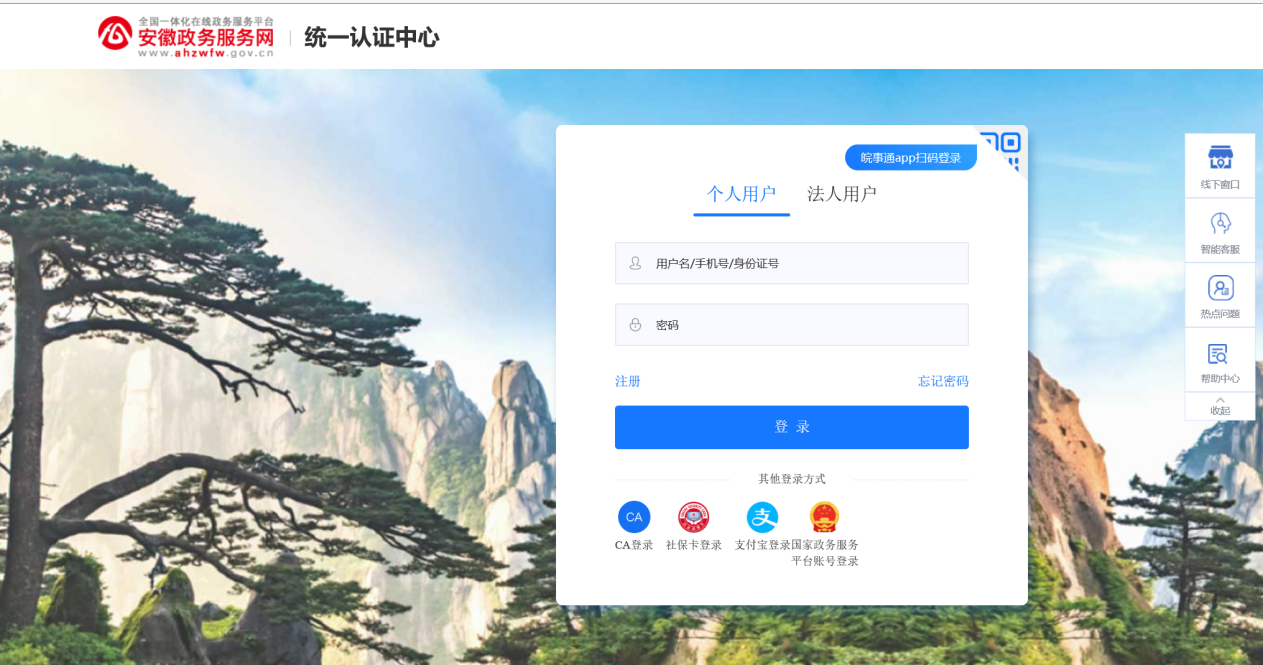 全国一体化在线政务服务平台
安徽政务服务网
www.ahzwfw.gov.cn
统一认证中心
皖事通app扫码登录
个人用户
法人用户
用户名/手机号/身份证号
密码
注册
忘记密码
登 录
其他登录方式
CA
CA登录
社保卡登录
支
支付宝登录
国家政务服务
平台账号登录
线下窗口
智能客服
热点问题
帮助中心
收起